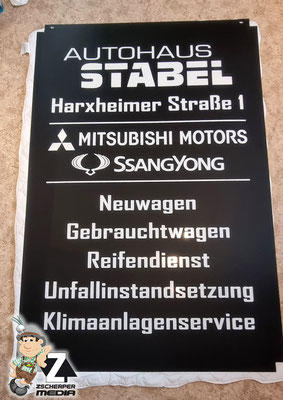 AUTOHAUS
STABEL
Harxheimer Straße 1
MITSUBISHI MOTORS
SSANGYONG
Neuwagen
Gebrauchtwagen
Reifendienst
Unfallinstandsetzung
Klimaanlagenservice
Z
ZSCHERPER
MEDIA